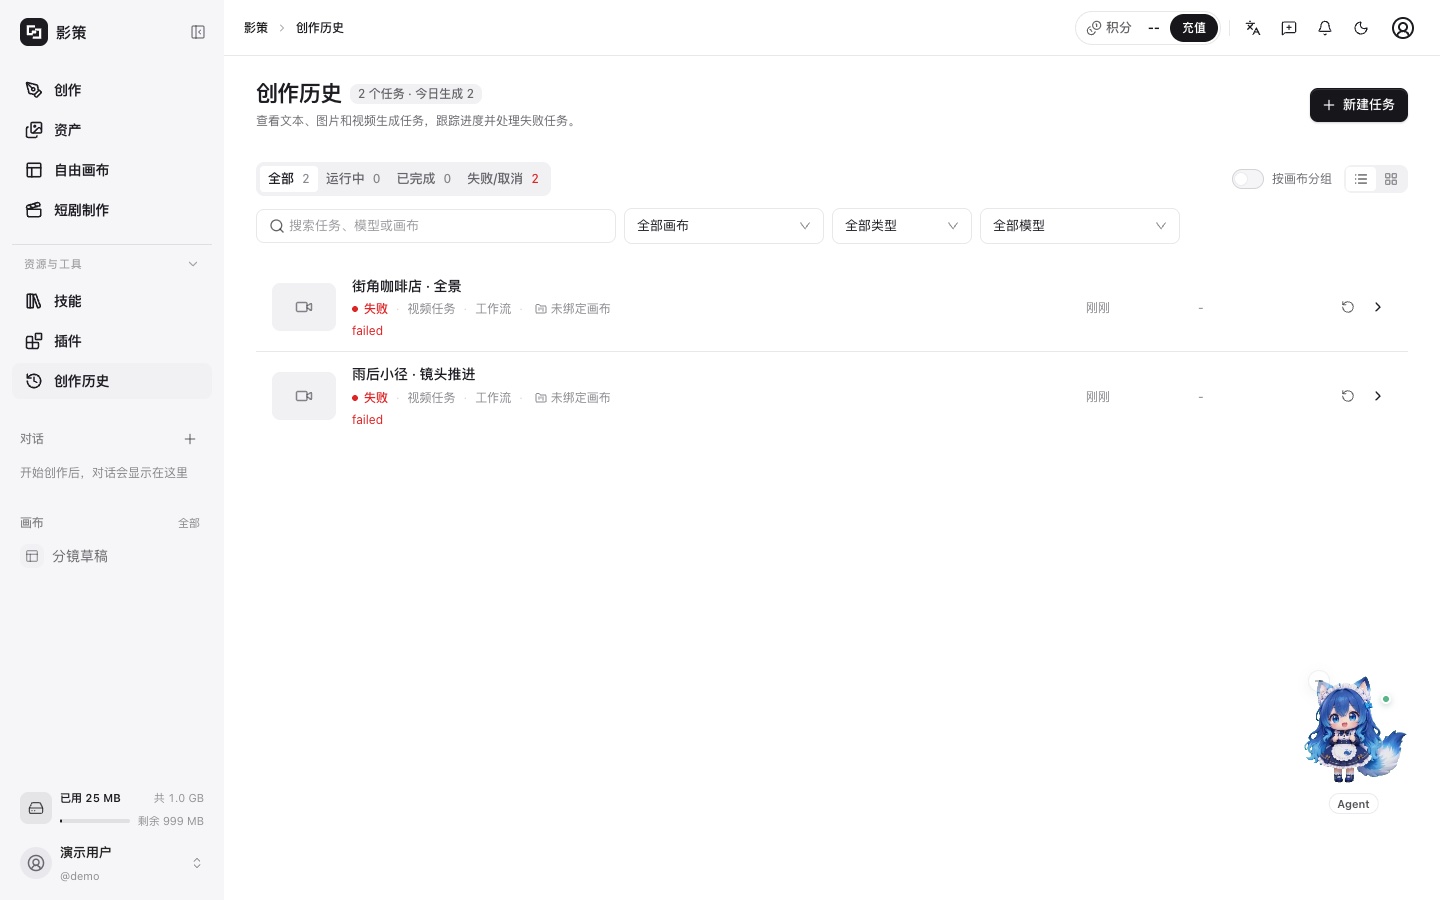 影策
创作
资产
自由画布
短剧制作
资源与工具
技能
插件
创作历史
对话
开始创作后，对话会显示在这里
画布 全部
分镜草稿
已用 25 MB 共 1.0 GB
剩余 999 MB
演示用户
@demo
影策 创作历史
积分 -- 充值
创作历史 2 个任务 · 今日生成 2
查看文本、图片和视频生成任务，跟踪进度并处理失败任务。
新建任务
全部 2 运行中 0 已完成 0 失败/取消 2
按画布分组
搜索任务、模型或画布 全部画布 全部类型 全部模型
街角咖啡店 · 全景
失败 · 视频任务 · 工作流 · 未绑定画布
刚刚 -
failed
雨后小径 · 镜头推进
失败 · 视频任务 · 工作流 · 未绑定画布
刚刚 -
failed
Agent